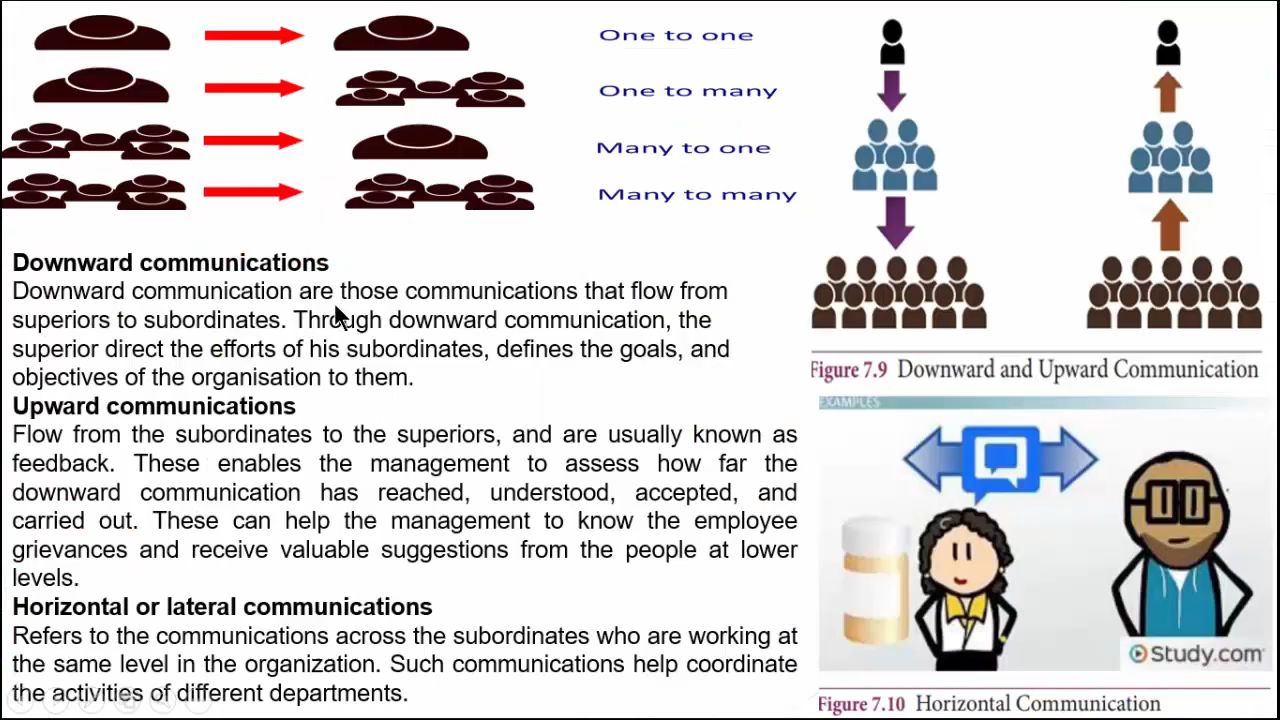 One to one
One to many
Many to one
Many to many
Downward communications
Downward communication are those communications that flow from
superiors to subordinates. Through downward communication, the
superior direct the efforts of his subordinates, defines the goals, and
objectives of the organisation to them.
Upward communications
Flow from the subordinates to the superiors, and are usually known as
feedback. These enables the management to assess how far the
downward communication has reached, understood, accepted, and
carried out. These can help the management to know the employee
grievances and receive valuable suggestions from the people at lower
levels.
Horizontal or lateral communications
Refers to the communications across the subordinates who are working at
the same level in the organization. Such communications help coordinate
the activities of different departments.
Figure 7.9 Downward and Upward Communication
EXAMPLES
Study.com
Figure 7.10 Horizontal Communication